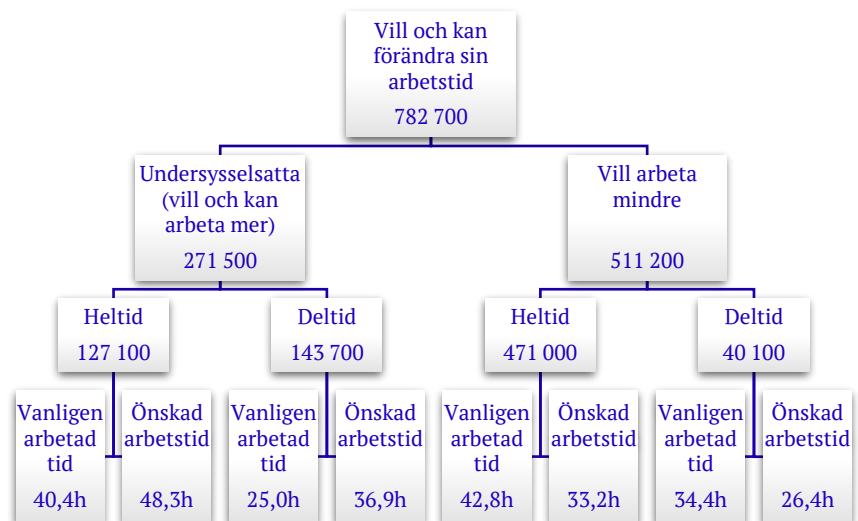 Vill och kan
förändra sin
arbetstid
782 700
Undersysselsatta
(vill och kan
arbeta mer)
271 500
Vill arbeta
mindre
511 200
Heltid
127 100
Deltid
143 700
Heltid
471 000
Deltid
40 100
Vanligen
arbetad
tid
40,4h
Önskad
arbetstid
48,3h
Vanligen
arbetad
tid
25,0h
Önskad
arbetstid
36,9h
Vanligen
arbetad
tid
42,8h
Önskad
arbetstid
33,2h
Vanligen
arbetad
tid
34,4h
Önskad
arbetstid
26,4h